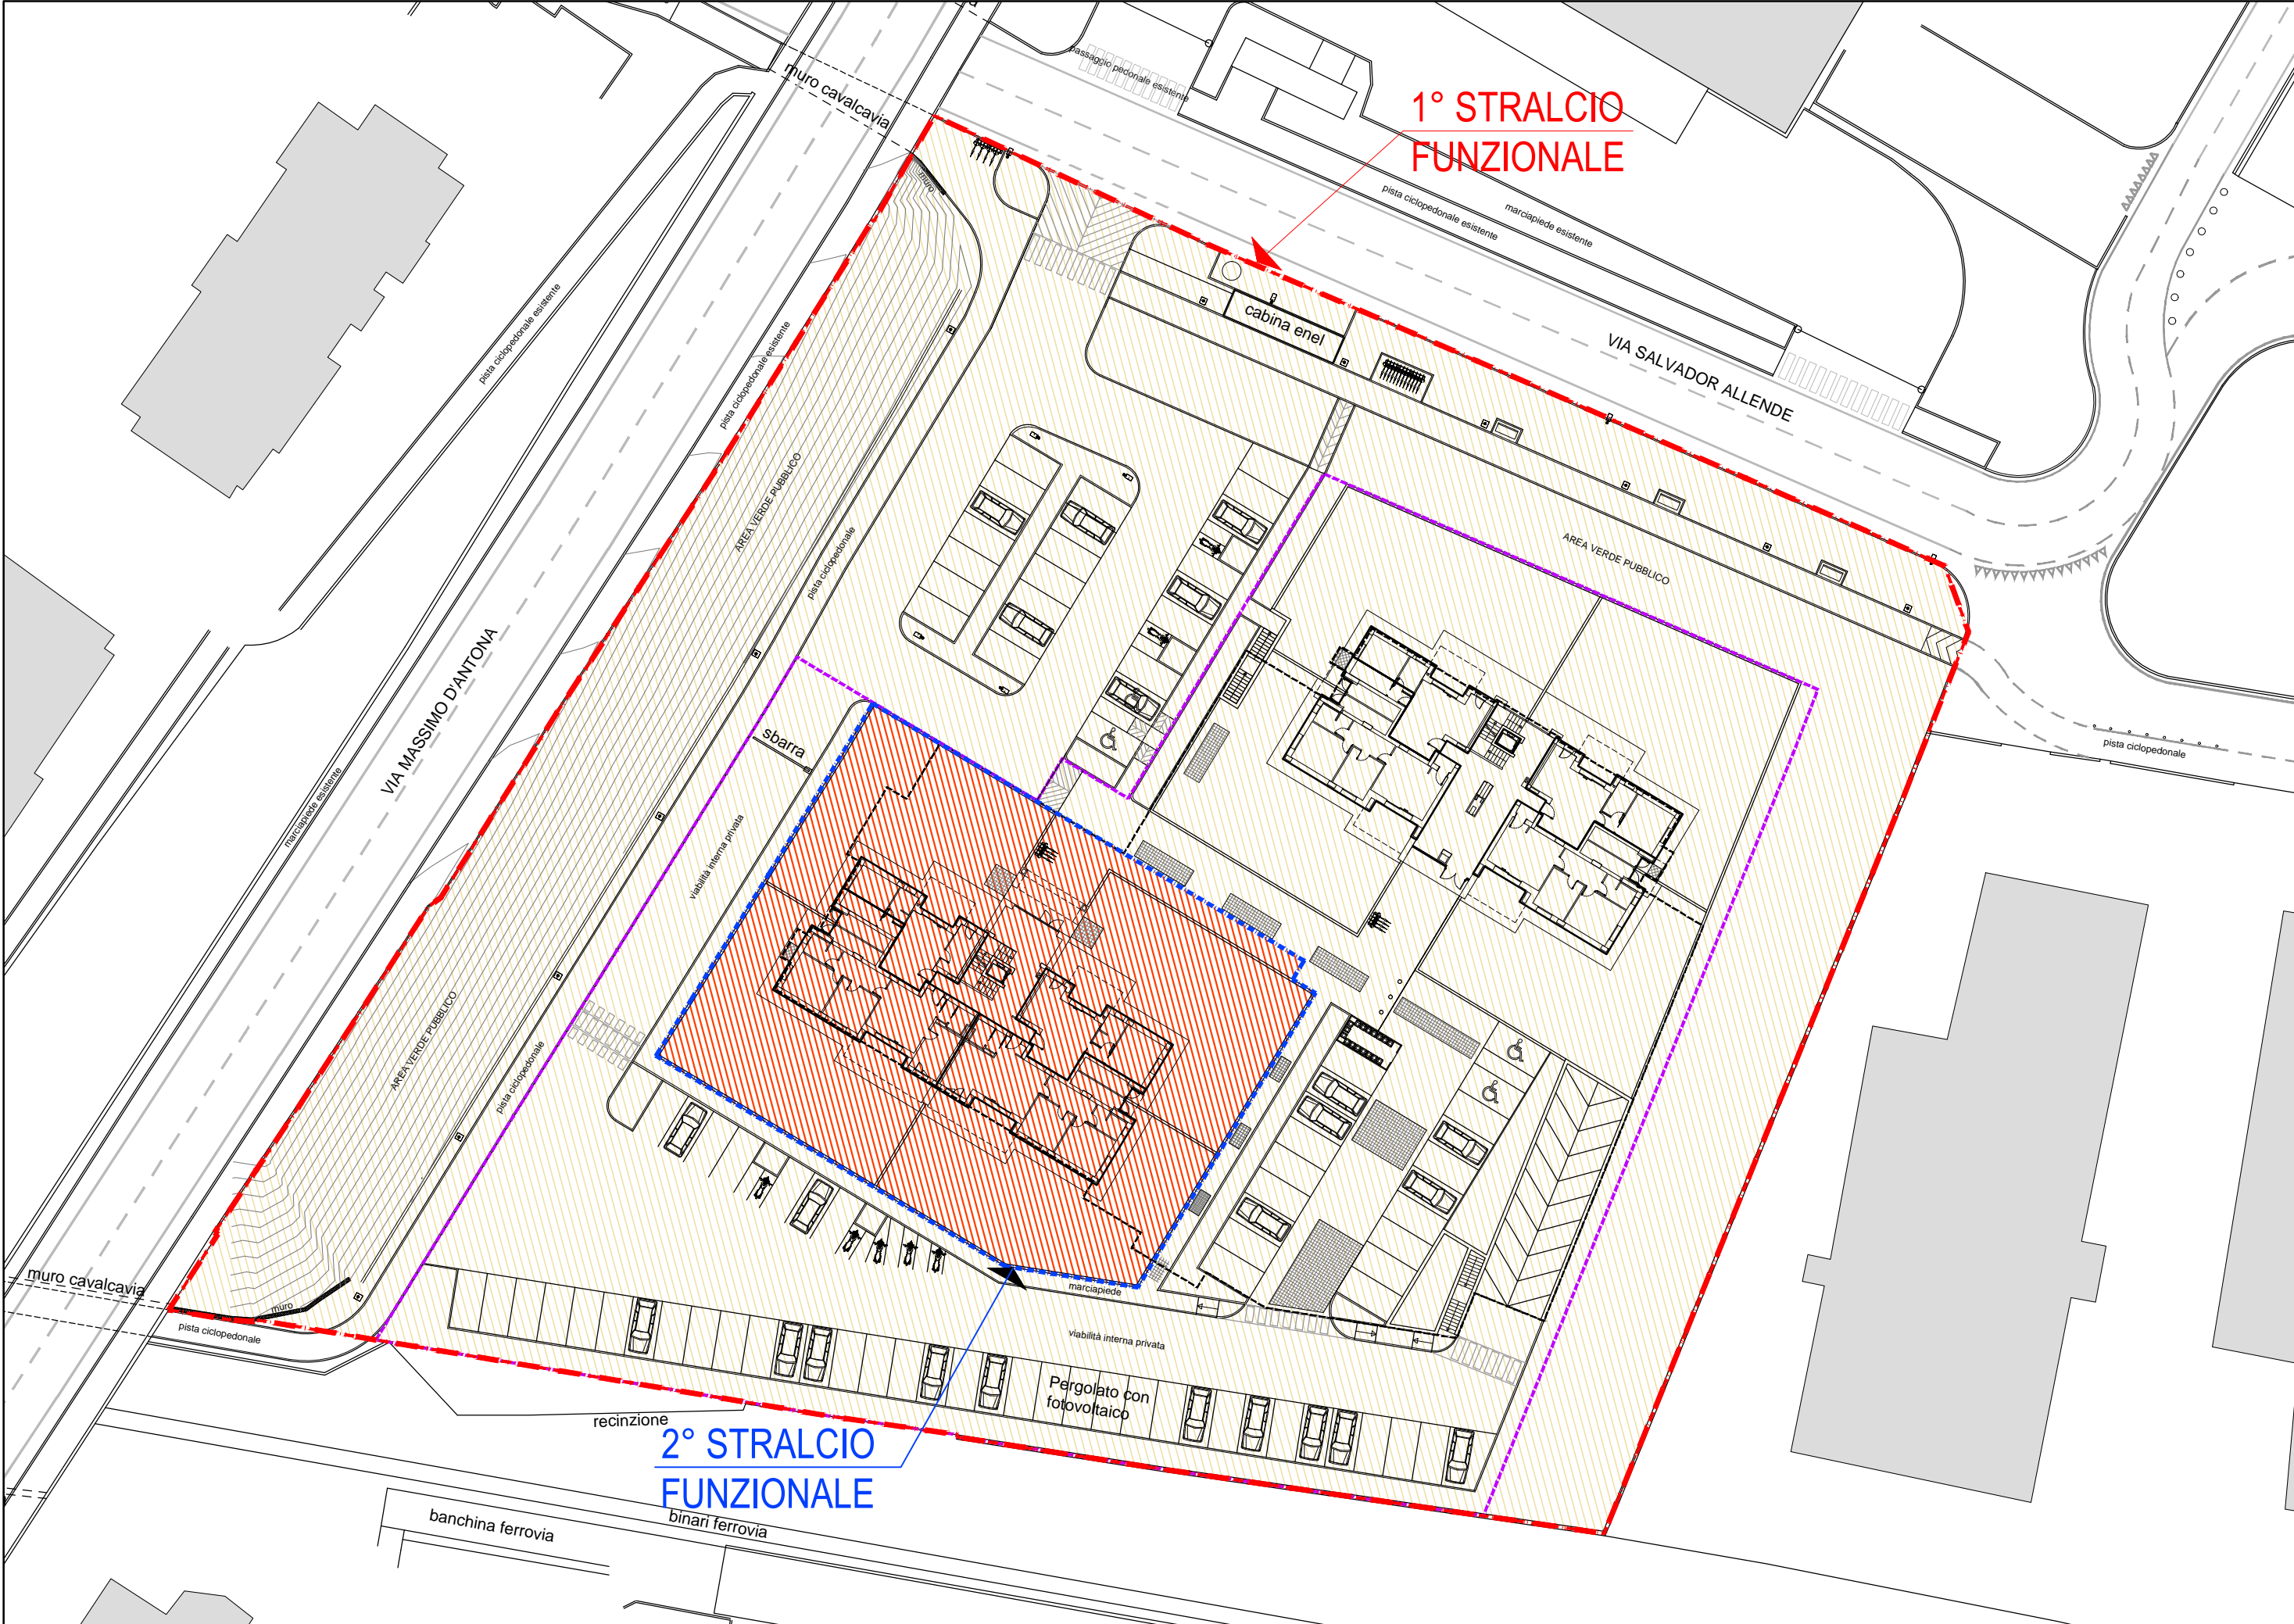 muro cavalcavia
passaggio pedonale esistente
1° STRALCIO
FUNZIONALE
muro
pista ciclopedonale esistente
marciapiede esistente
pista ciclopedonale esistente
pista ciclopedonale esistente
cabina enel
VIA SALVADOR ALLENDE
AREA VERDE PUBBLICO
pista ciclopedonale
AREA VERDE PUBBLICO
VIA MASSIMO D'ANTONA
sbarra
pista ciclopedonale
marciapiede esistente
viabilità interna privata
AREA VERDE PUBBLICO
pista ciclopedonale
muro cavalcavia
muro
pista ciclopedonale
marciapiede
viabilità interna privata
Pergolato con
fotovoltaico
recinzione
2° STRALCIO
FUNZIONALE
banchina ferrovia
binari ferrovia